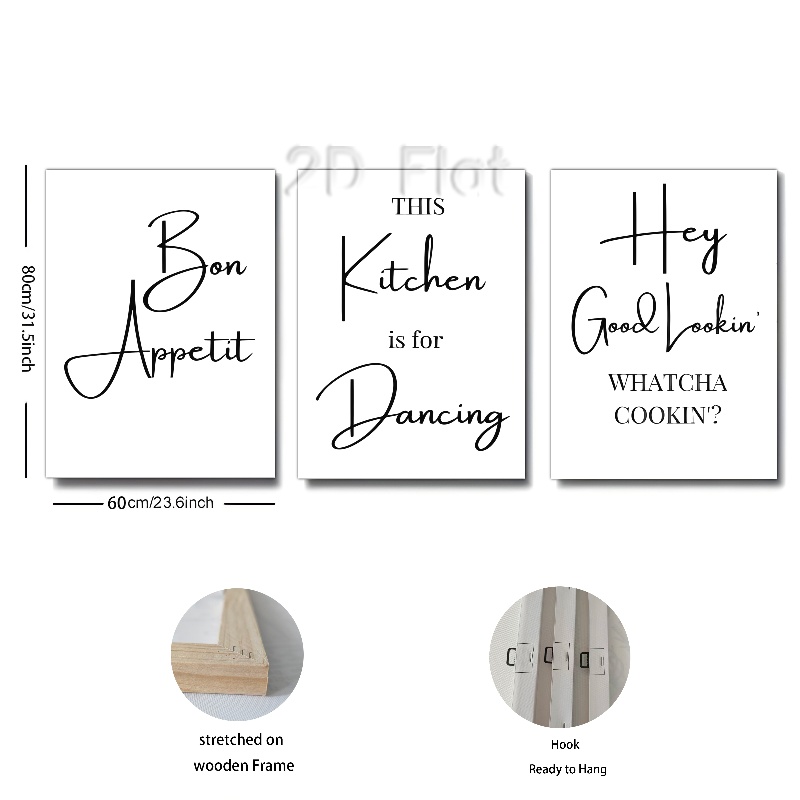 2D Flat
80cm/31.5inch
Bon
Appetit
THIS
Kitchen
is for
Dancing
Hey
Good Lookin'
WHATCHA
COOKIN'?
60cm/23.6inch
stretched on
wooden Frame
Hook
Ready to Hang